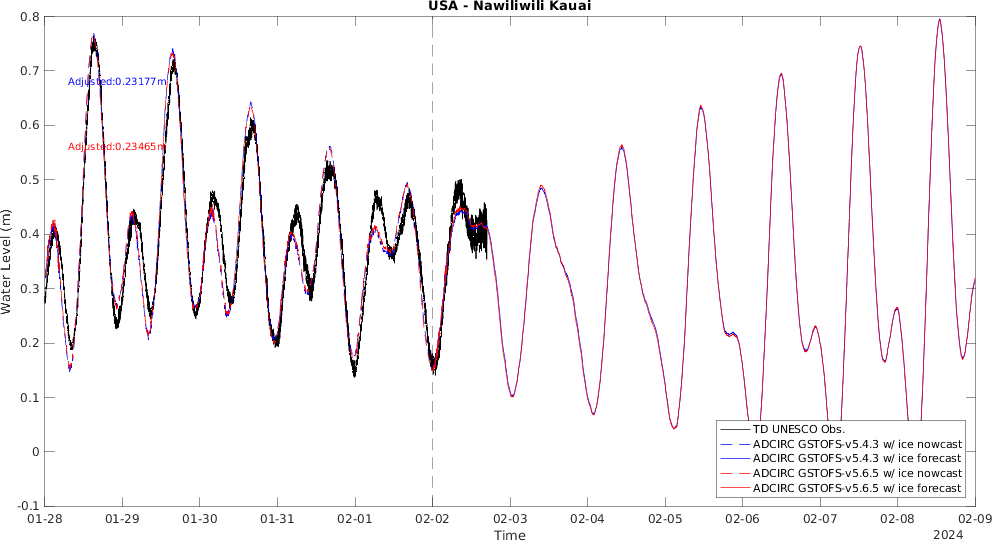 USA - Nawiliwili Kauai
0.8
0.7
Adjusted:0.23177m
0.6
Adjusted:0.23465m
0.5
0.4
Water Level (m)
0.3
0.2
0.1
0
-0.1
TD UNESCO Obs.
ADCIRC GSTOFS-v5.4.3 w/ ice nowcast
ADCIRC GSTOFS-v5.4.3 w/ ice forecast
ADCIRC GSTOFS-v5.6.5 w/ ice nowcast
ADCIRC GSTOFS-v5.6.5 w/ ice forecast
01-28 01-29 01-30 01-31 02-01 02-02 02-03 02-04 02-05 02-06 02-07 02-08 02-09
Time
2024